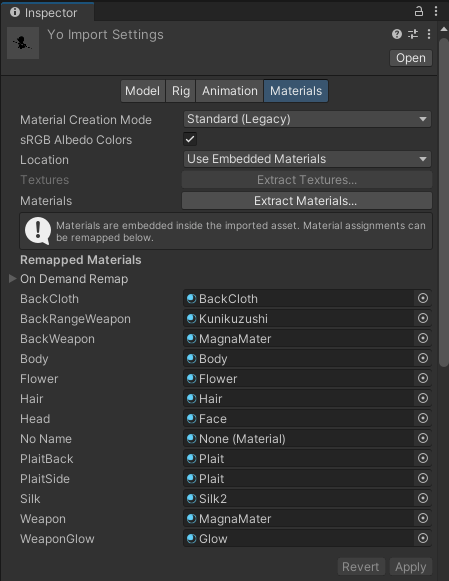 Inspector
Yo Import Settings
Open
Model Rig Animation Materials
Material Creation Mode Standard (Legacy)
sRGB Albedo Colors
Location Use Embedded Materials
Textures Extract Textures...
Materials Extract Materials...
Materials are embedded inside the imported asset. Material assignments can
be remapped below.
Remapped Materials
On Demand Remap
BackCloth BackCloth
BackRangeWeapon Kunikuzushi
BackWeapon MagnaMater
Body Body
Flower Flower
Hair Hair
Head Face
No Name None (Material)
PlaitBack Plait
PlaitSide Plait
Silk Silk2
Weapon MagnaMater
WeaponGlow Glow
Revert Apply